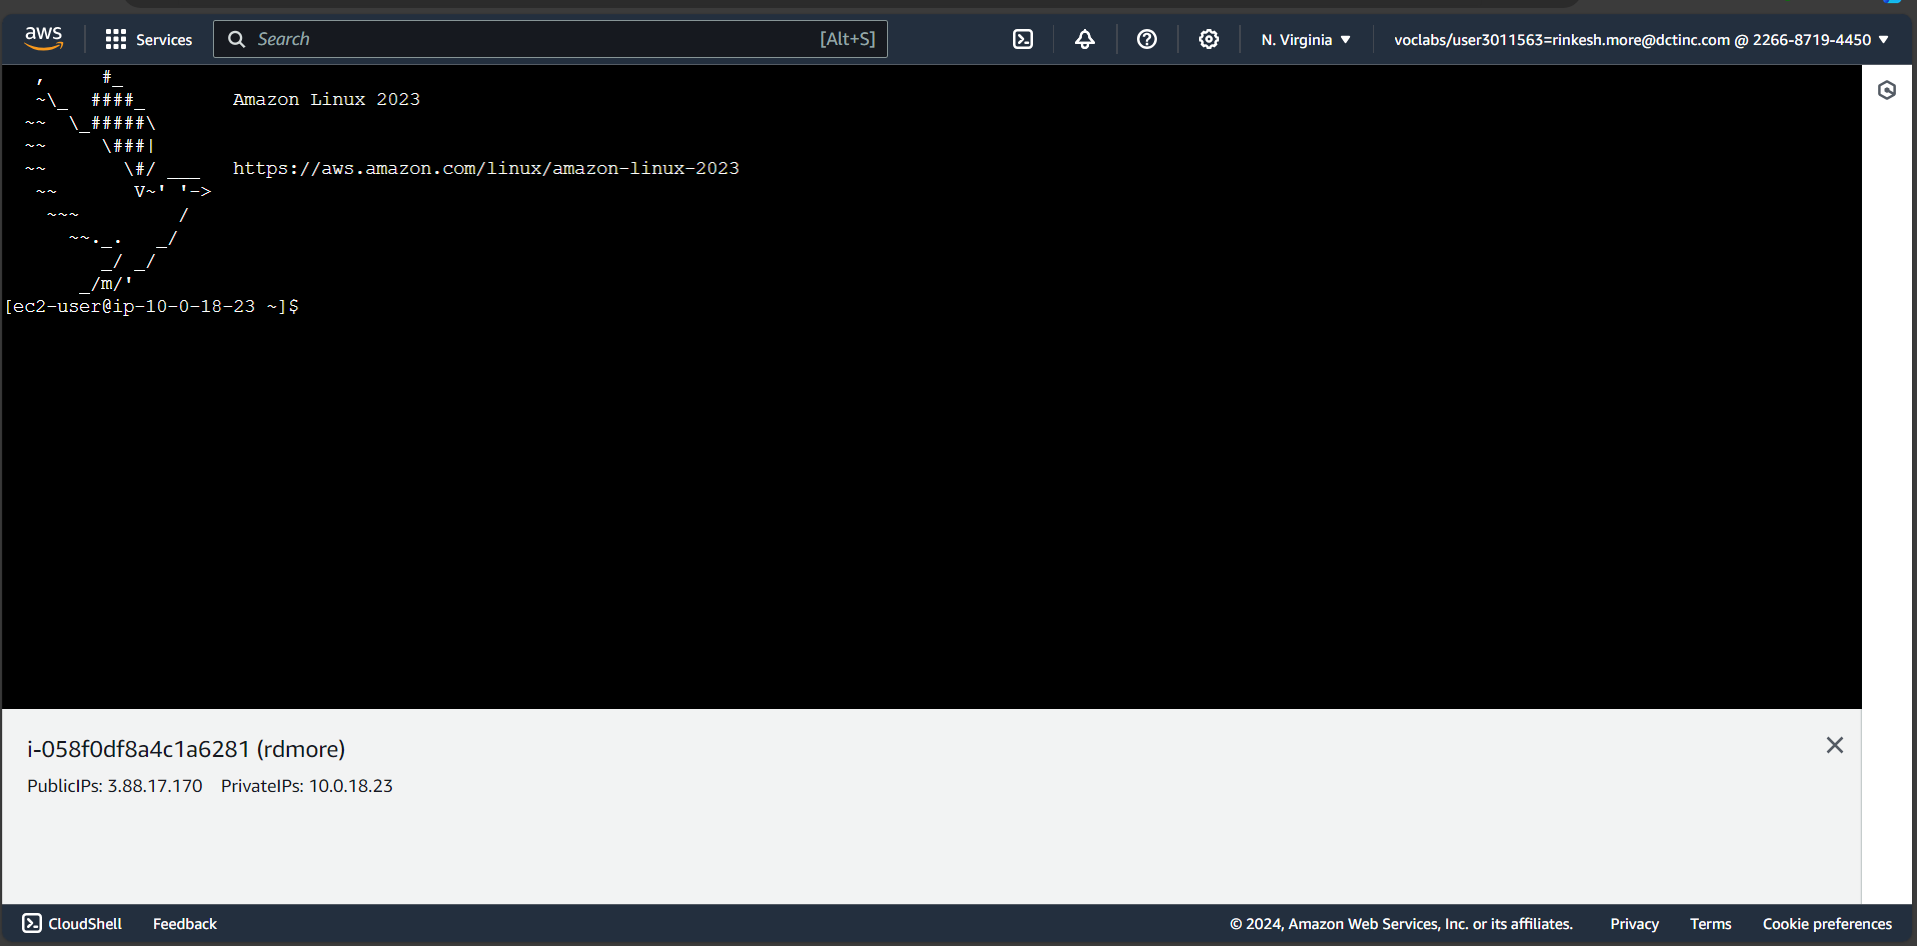 aws Services Search [Alt+S] N. Virginia ▼ voclabs/user3011563=rinkesh.more@dctinc.com @ 2266-8719-4450 ▼
   ,     #_
   ~\_  ####_        Amazon Linux 2023
  ~~  \_#####\
  ~~     \###|
  ~~       \#/ ___   https://aws.amazon.com/linux/amazon-linux-2023
   ~~       V~' '->
    ~~~         /
      ~~._.   _/
         _/ _/
       _/m/'
[ec2-user@ip-10-0-18-23 ~]$
i-058f0df8a4c1a6281 (rdmore)
PublicIPs: 3.88.17.170 PrivateIPs: 10.0.18.23
CloudShell Feedback © 2024, Amazon Web Services, Inc. or its affiliates. Privacy Terms Cookie preferences